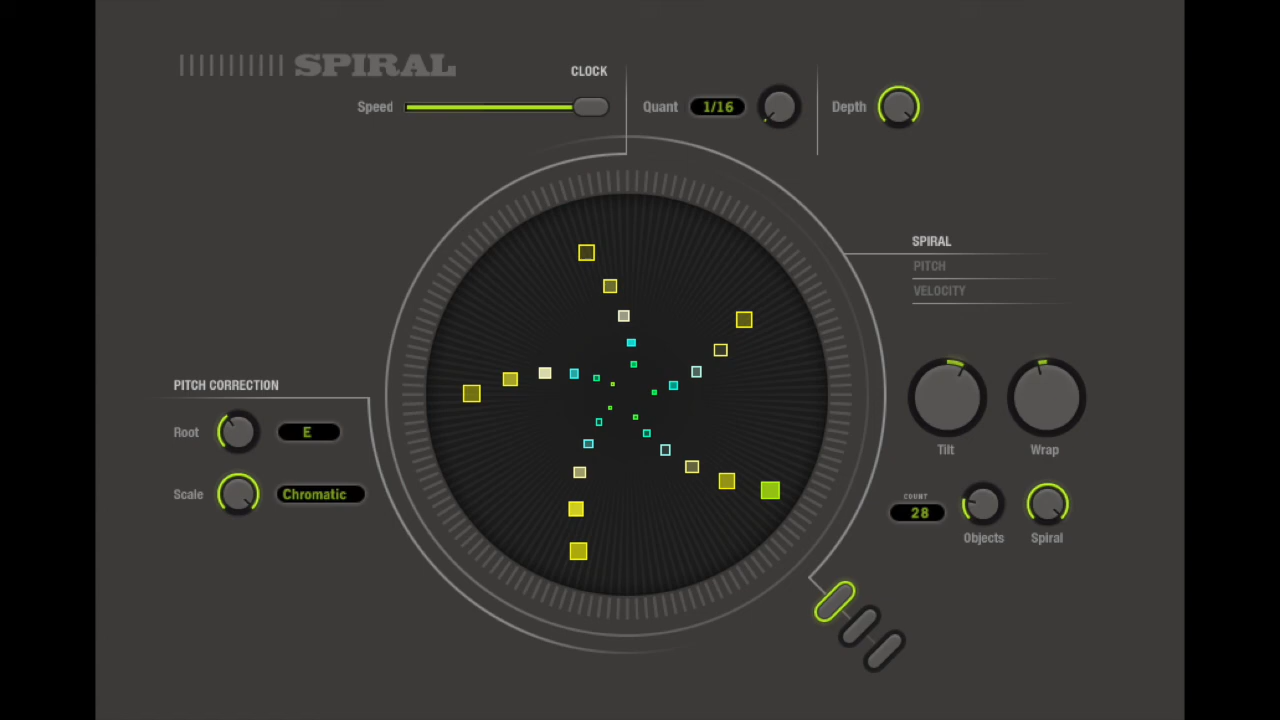 SPIRAL
CLOCK
Speed
Quant 1/16
Depth
SPIRAL
PITCH
VELOCITY
PITCH CORRECTION
Root E
Scale Chromatic
Tilt Wrap
COUNT
28
Objects Spiral